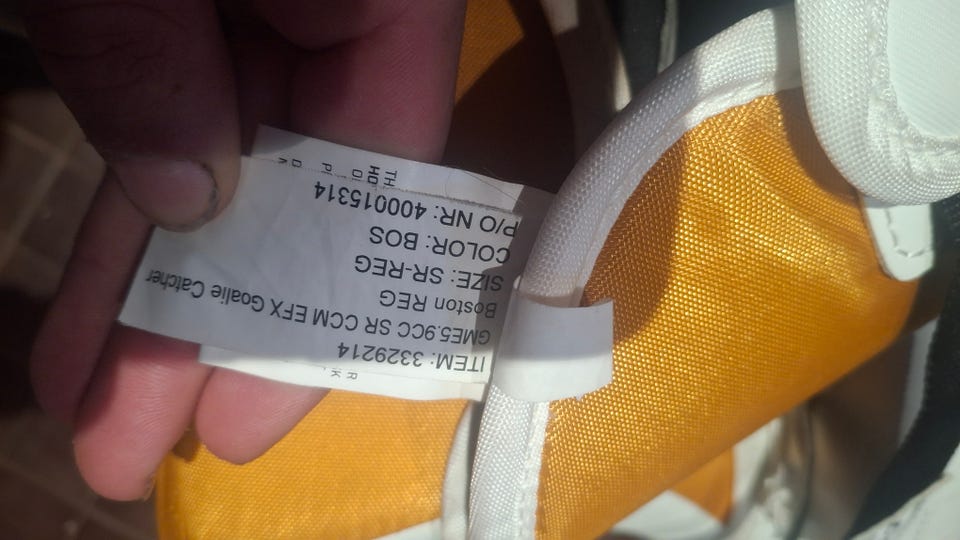 ITEM: 3329214
GME5.9CC SR CCM EFX Goalie Catcher
Boston REG
SIZE: SR-REG
COLOR: BOS
P/O NR: 400015314